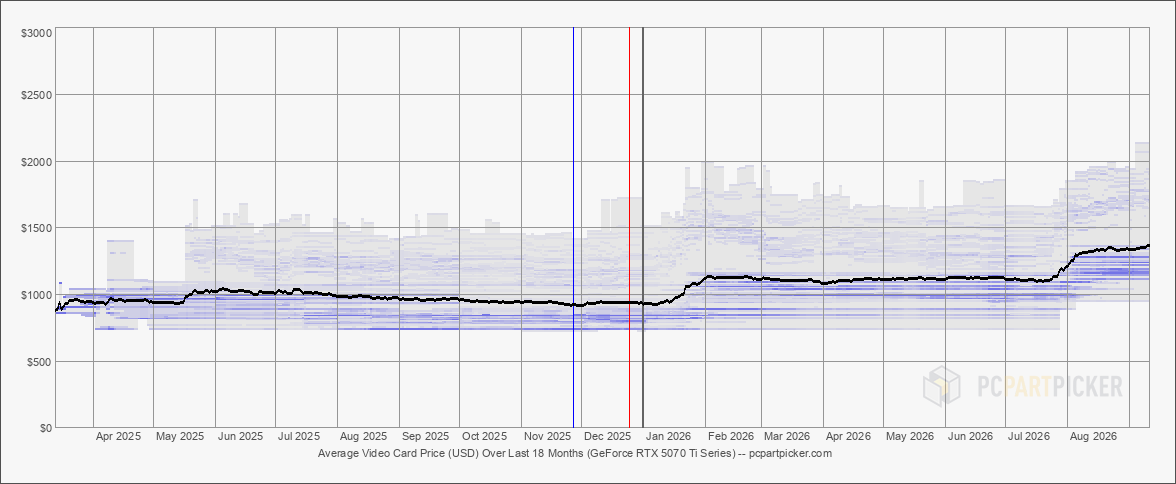 $3000
$2500
$2000
$1500
$1000
$500
$0
Apr 2025 May 2025 Jun 2025 Jul 2025 Aug 2025 Sep 2025 Oct 2025 Nov 2025 Dec 2025 Jan 2026 Feb 2026 Mar 2026 Apr 2026 May 2026 Jun 2026 Jul 2026 Aug 2026
PCPARTPICKER
Average Video Card Price (USD) Over Last 18 Months (GeForce RTX 5070 Ti Series) -- pcpartpicker.com